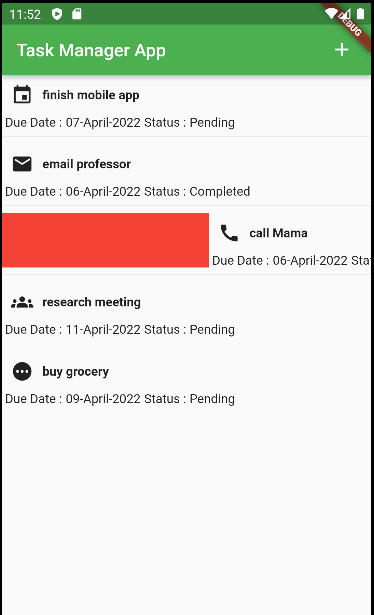 11:52
DEBUG
Task Manager App
finish mobile app
Due Date : 07-April-2022 Status : Pending
email professor
Due Date : 06-April-2022 Status : Completed
call Mama
Due Date : 06-April-2022 Sta
research meeting
Due Date : 11-April-2022 Status : Pending
buy grocery
Due Date : 09-April-2022 Status : Pending